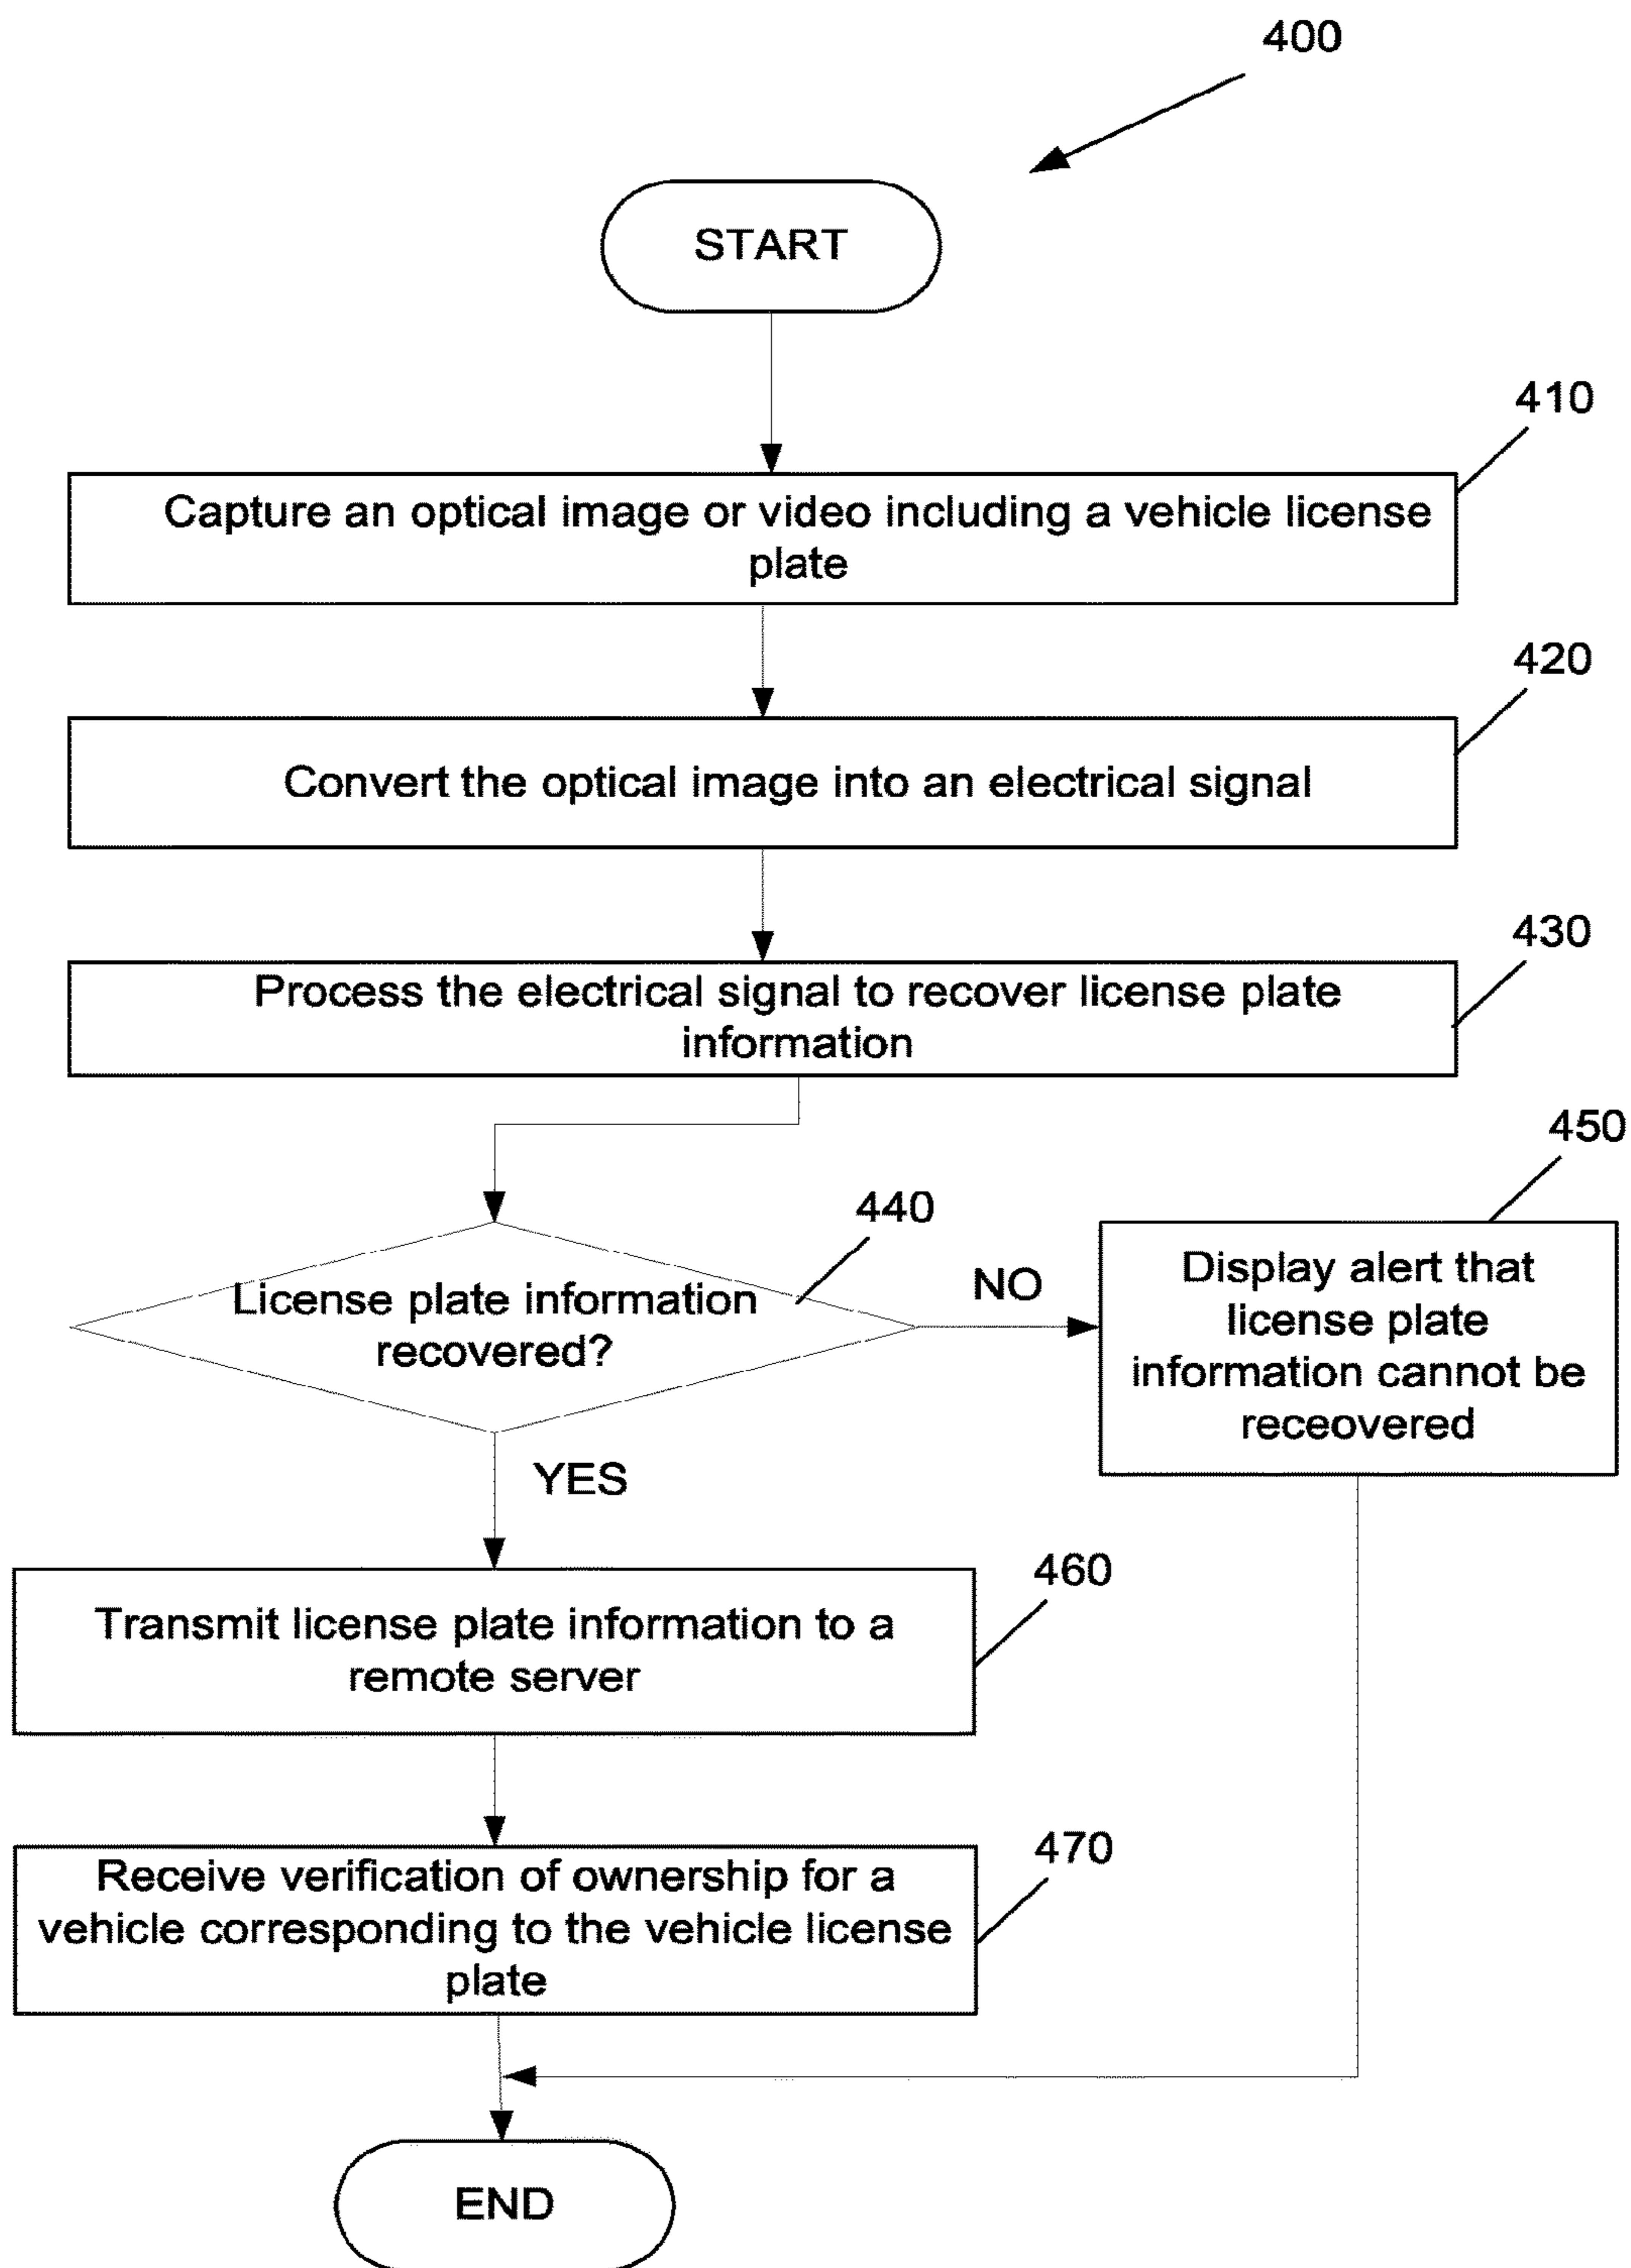 400
START
410
Capture an optical image or video including a vehicle license
plate
420
Convert the optical image into an electrical signal
430
Process the electrical signal to recover license plate
information
440
License plate information
recovered?
NO
450
Display alert that
license plate
information cannot be
receovered
YES
460
Transmit license plate information to a
remote server
470
Receive verification of ownership for a
vehicle corresponding to the vehicle license
plate
END